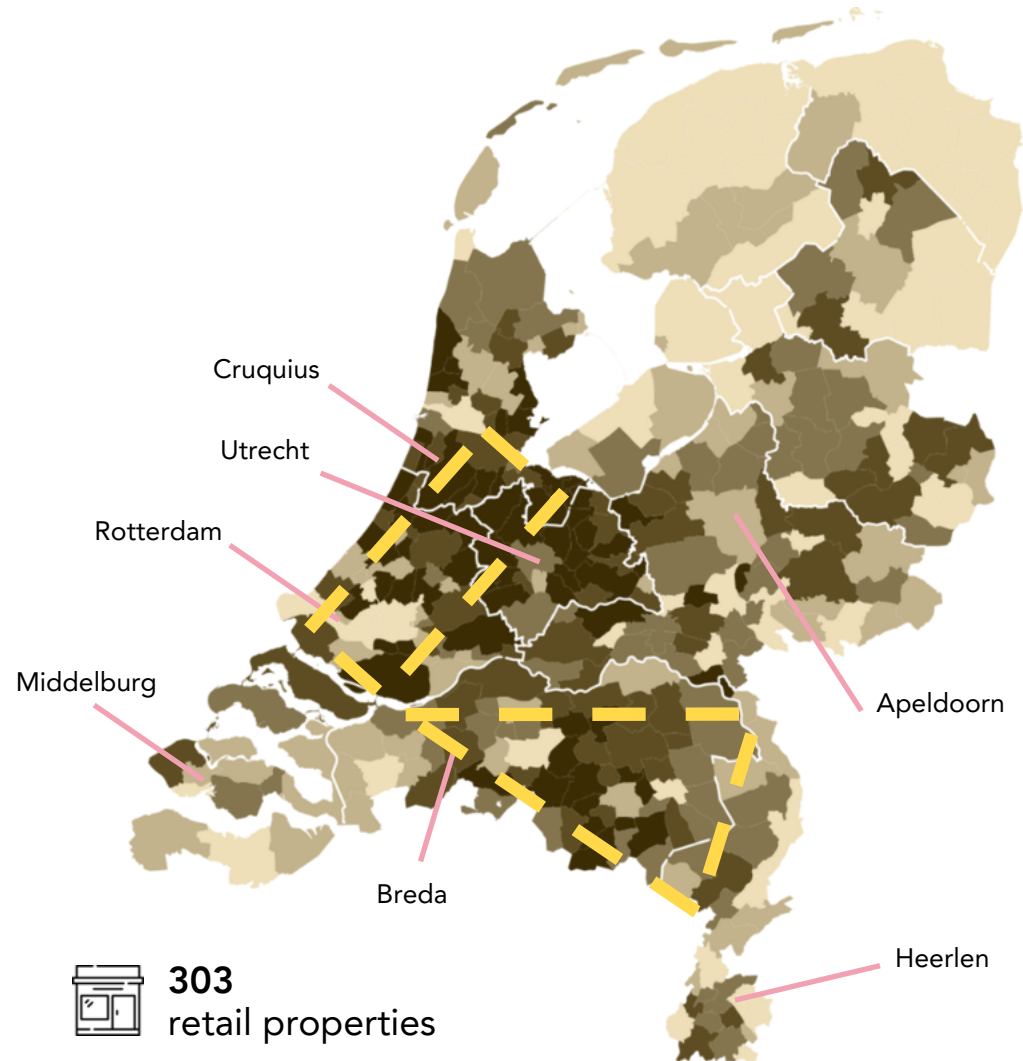 Cruquius
Utrecht
Rotterdam
Middelburg
Apeldoorn
Breda
Heerlen
303
retail properties